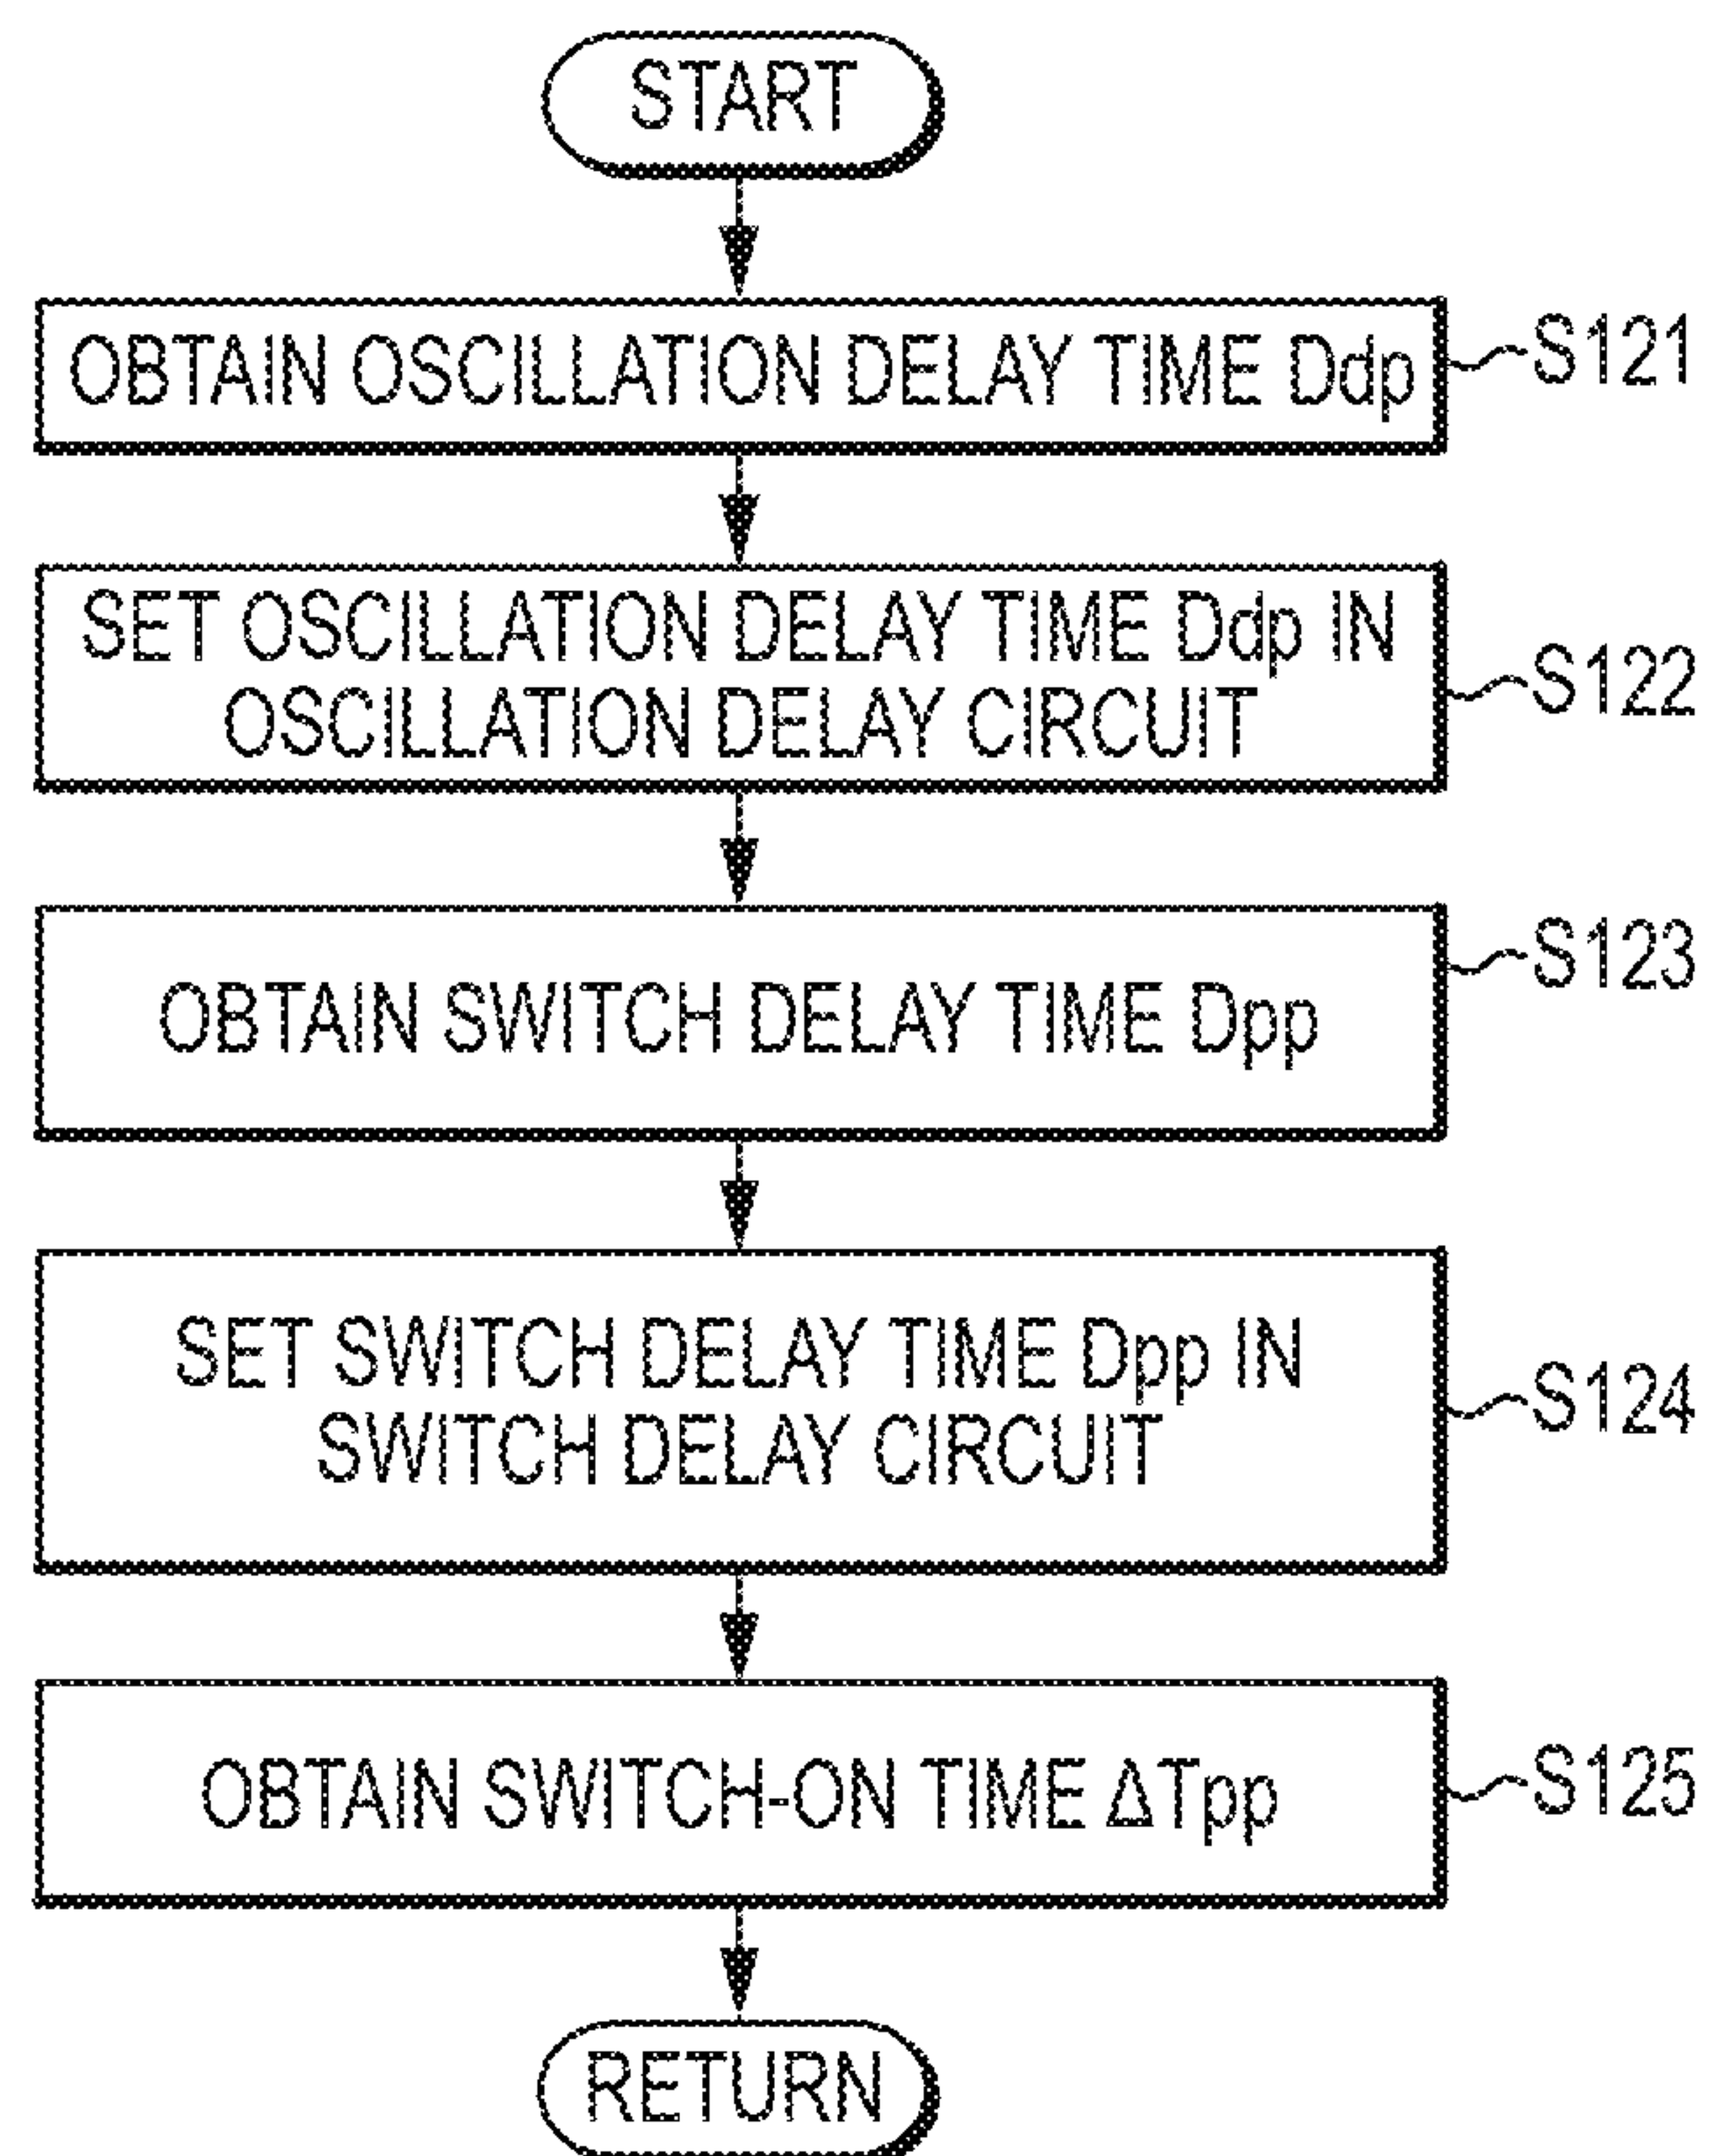 START
OBTAIN OSCILLATION DELAY TIME Ddp
S121
SET OSCILLATION DELAY TIME Ddp IN
OSCILLATION DELAY CIRCUIT
S122
OBTAIN SWITCH DELAY TIME Dpp
S123
SET SWITCH DELAY TIME Dpp IN
SWITCH DELAY CIRCUIT
S124
OBTAIN SWITCH-ON TIME ΔTpp
S125
RETURN